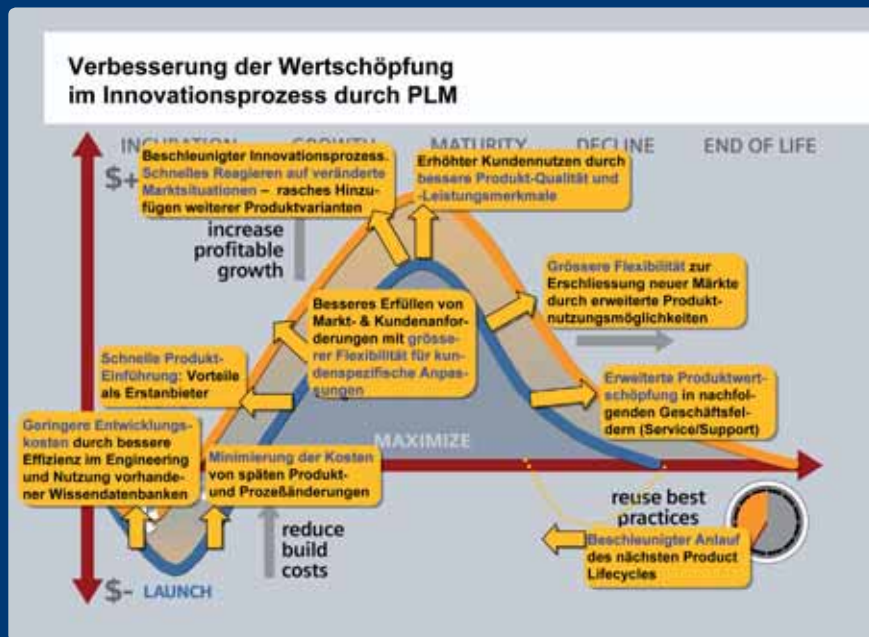 Verbesserung der Wertschöpfung
im Innovationsprozess durch PLM
INCUBATION GROWTH MATURITY DECLINE END OF LIFE
$+
Beschleunigter Innovationsprozess.
Schnelles Reagieren auf veränderte
Marktsituationen – rasches Hinzu-
fügen weiterer Produktvarianten
Erhöhter Kundennutzen durch
bessere Produkt-Qualität und
-Leistungsmerkmale
increase
profitable
growth
Grössere Flexibilität zur
Erschliessung neuer Märkte
durch erweiterte Produkt-
nutzungsmöglichkeiten
Besseres Erfüllen von
Markt- & Kundenanfor-
derungen mit grösse-
rer Flexibilität für kun-
denspezifische Anpas-
sungen
Schnelle Produkt-
Einführung: Vorteile
als Erstanbieter
Erweiterte Produktwert-
schöpfung in nachfol-
genden Geschäftsfel-
dern (Service/Support)
Geringere Entwicklungs-
kosten durch bessere
Effizienz im Engineering
und Nutzung vorhande-
ner Wissendatenbanken
MAXIMIZE
Minimierung der Kosten
von späten Produkt-
und Prozeßänderungen
reuse best
practices
reduce
build
costs
Beschleunigter Anlauf
des nächsten Product
Lifecycles
$-
LAUNCH